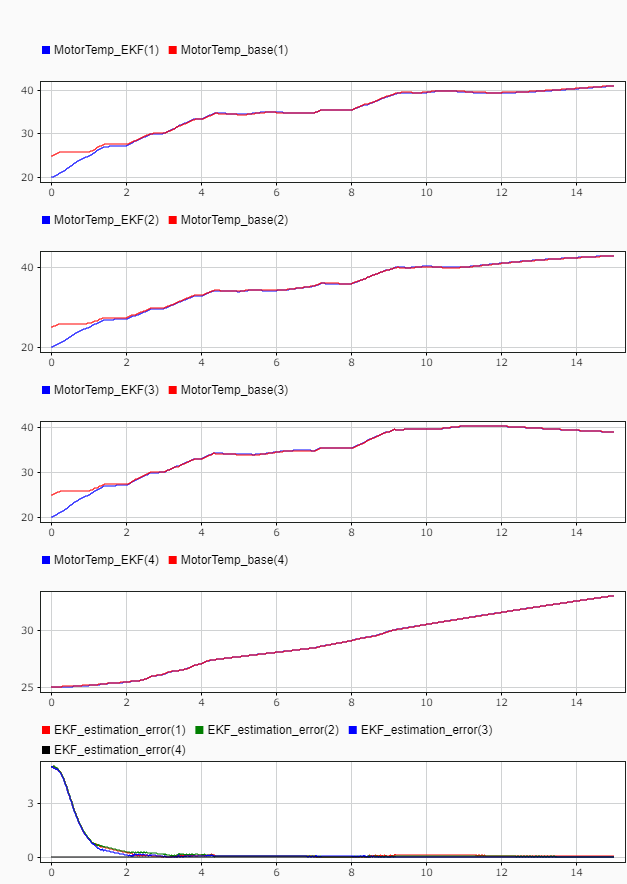 MotorTemp_EKF(1) MotorTemp_base(1)
40
30
20
0 2 4 6 8 10 12 14
MotorTemp_EKF(2) MotorTemp_base(2)
40
20
0 2 4 6 8 10 12 14
MotorTemp_EKF(3) MotorTemp_base(3)
40
30
20
0 2 4 6 8 10 12 14
MotorTemp_EKF(4) MotorTemp_base(4)
30
25
0 2 4 6 8 10 12 14
EKF_estimation_error(1) EKF_estimation_error(2) EKF_estimation_error(3)
EKF_estimation_error(4)
3
0
0 2 4 6 8 10 12 14